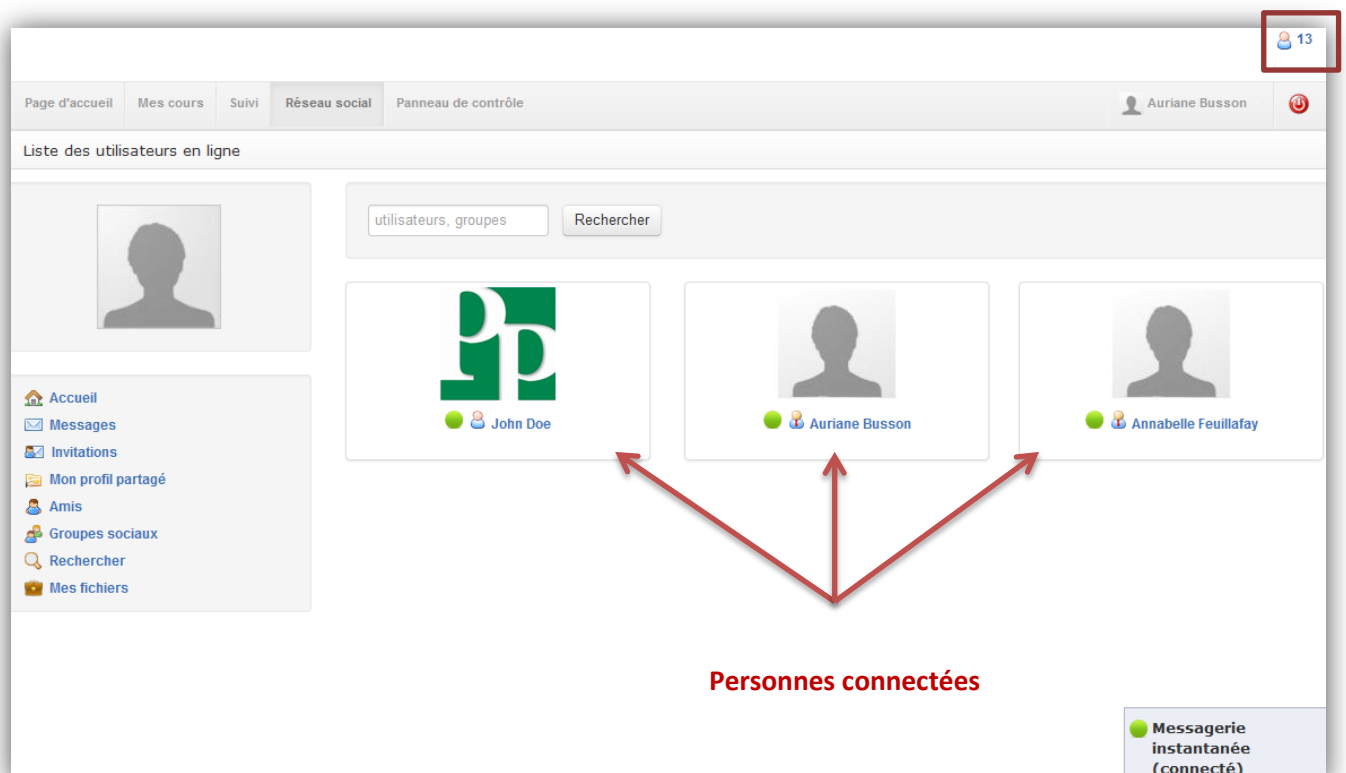 13
Page d'accueil Mes cours Suivi Réseau social Panneau de contrôle Auriane Busson
Liste des utilisateurs en ligne
utilisateurs, groupes Rechercher
Pp
John Doe Auriane Busson Annabelle Feuillafay
Accueil
Messages
Invitations
Mon profil partagé
Amis
Groupes sociaux
Rechercher
Mes fichiers
Personnes connectées
Messagerie
instantanée
(connecté)